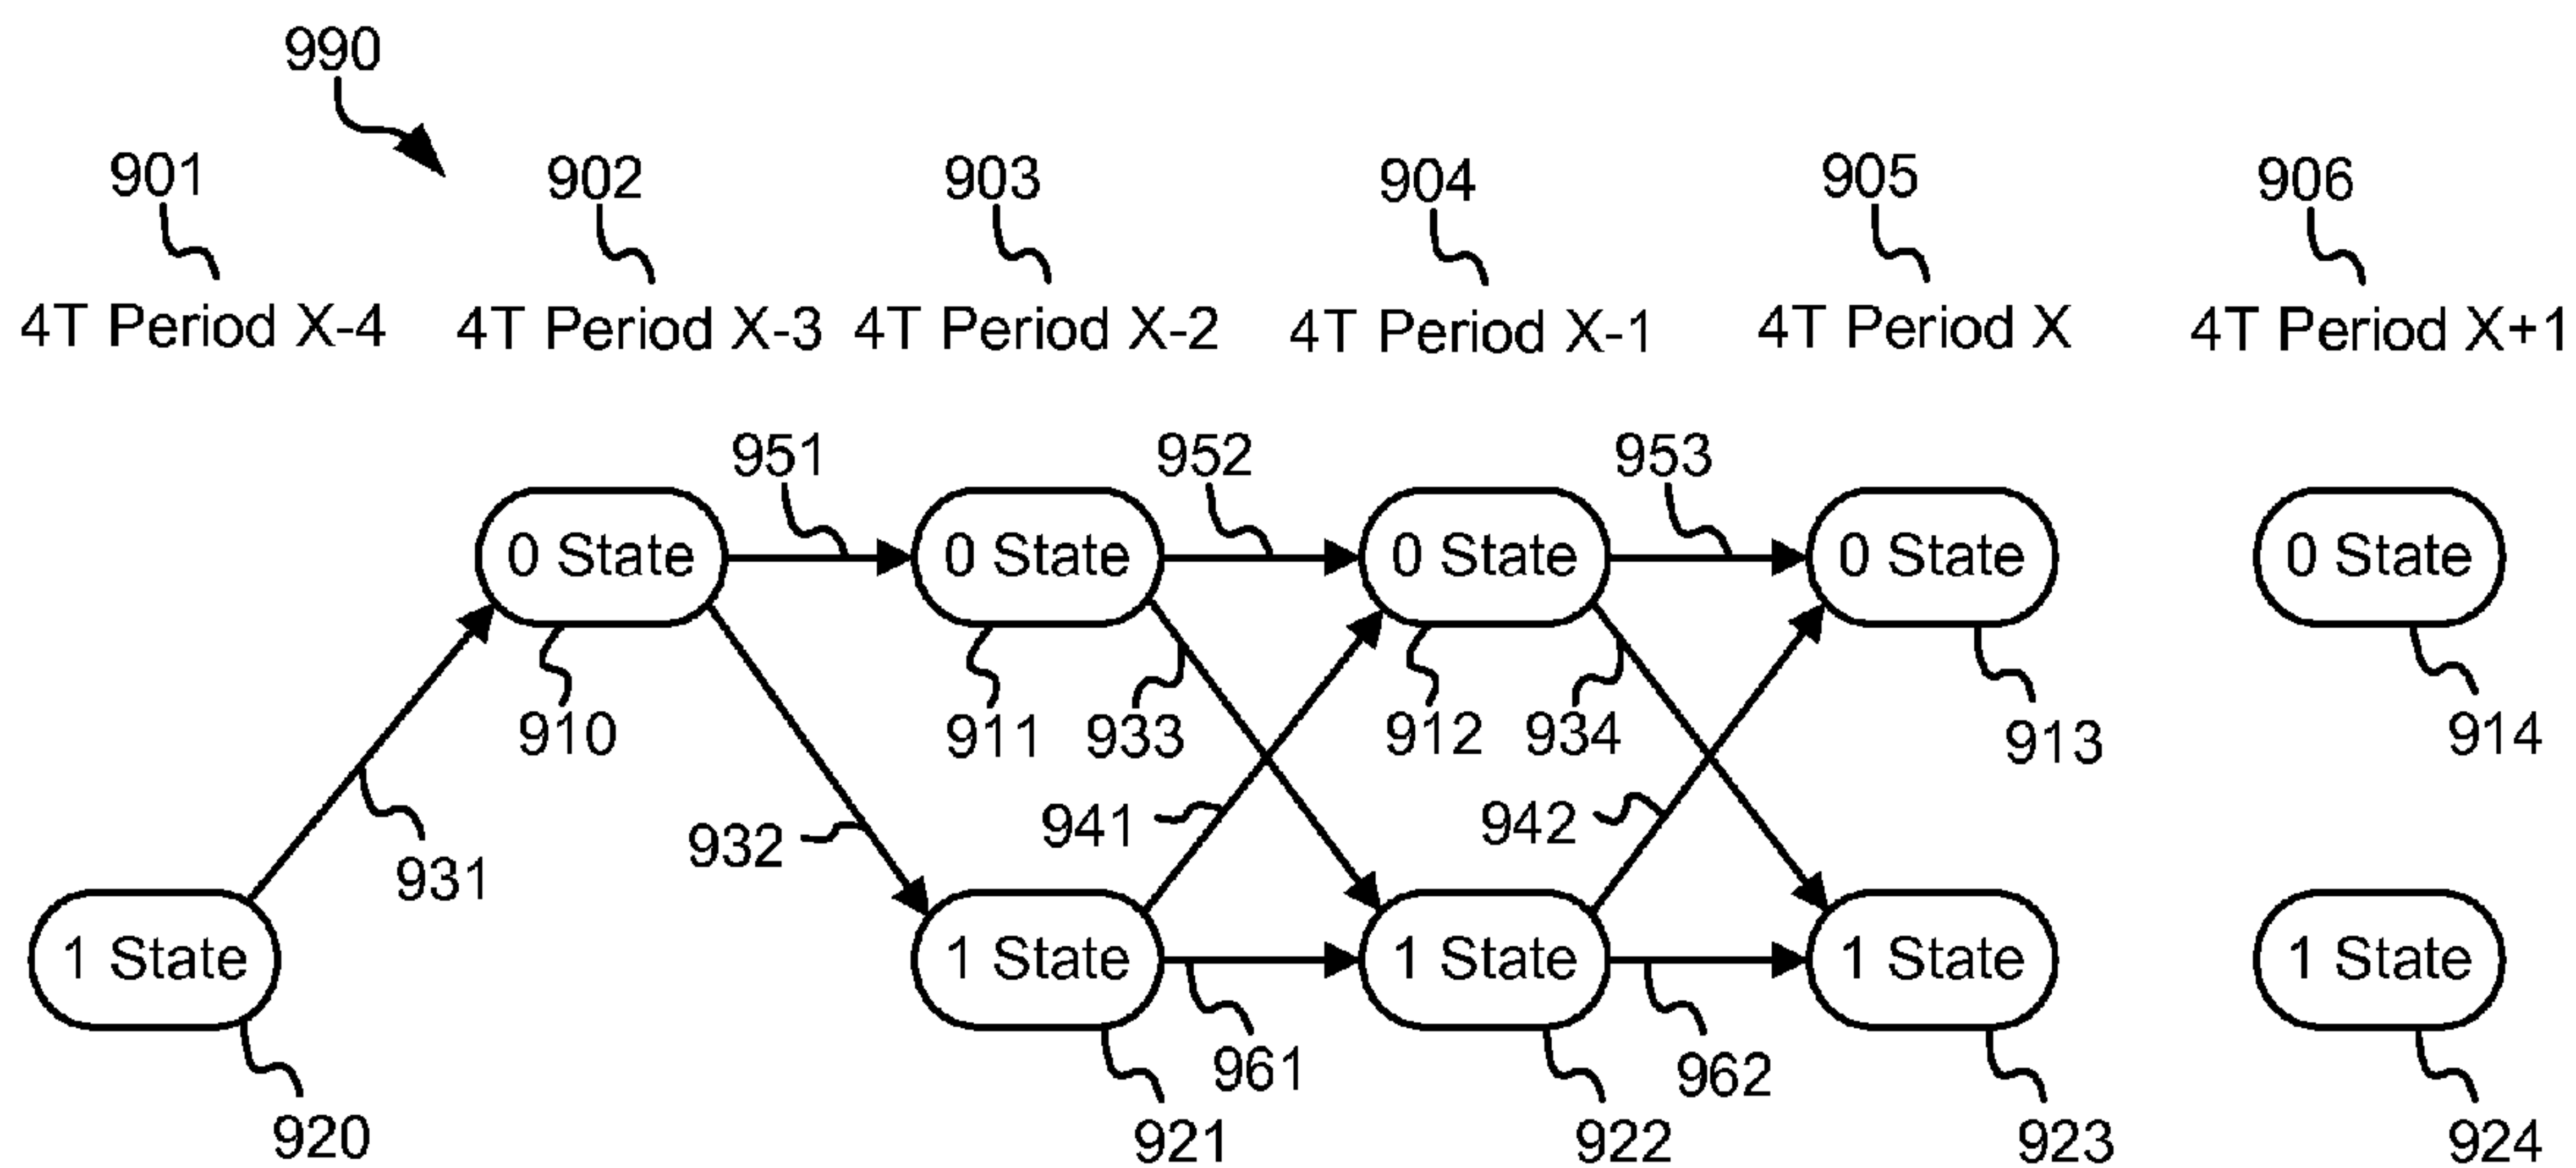 990
901 902 903 904 905 906
4T Period X-4 4T Period X-3 4T Period X-2 4T Period X-1 4T Period X 4T Period X+1
951 952 953
0 State 0 State 0 State 0 State 0 State
910 911 933 912 934 913 914
931 932 941 942
1 State 1 State 1 State 1 State 1 State
961 962
920 921 922 923 924